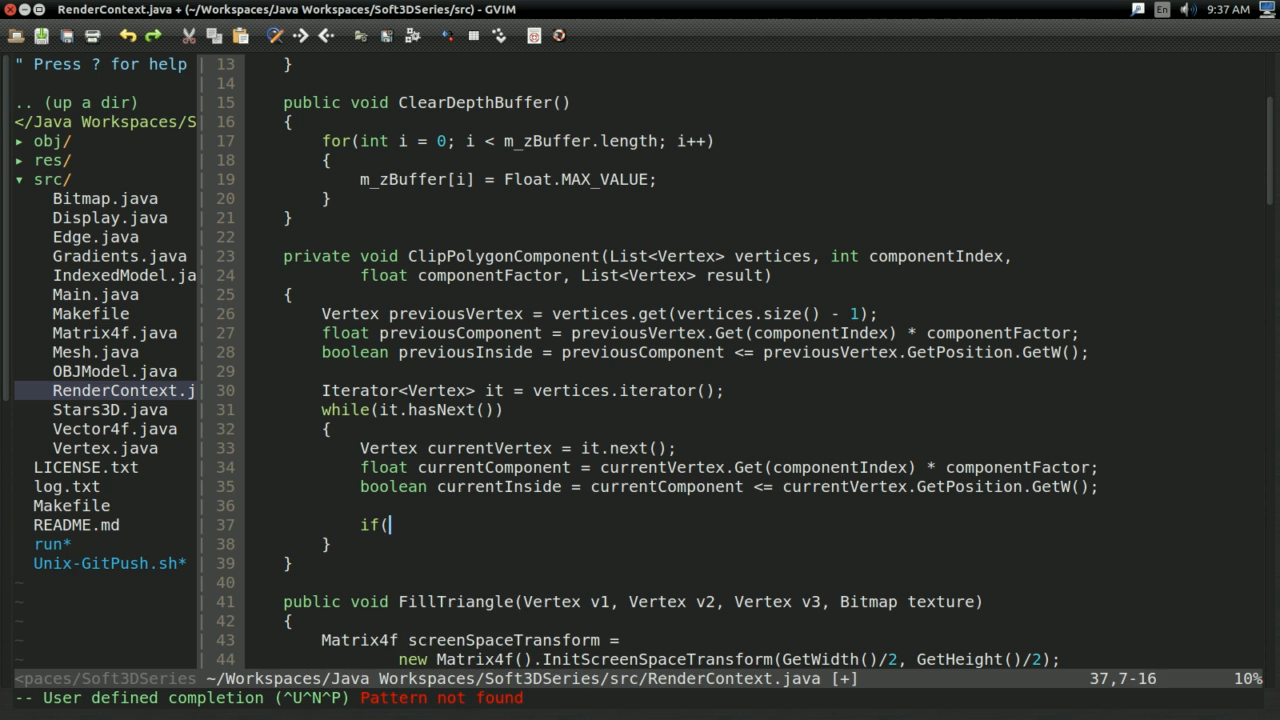 RenderContext.java + (~/Workspaces/Java Workspaces/Soft3DSeries/src) - GVIM
En
9:37 AM
" Press ? for help
.. (up a dir)
</Java Workspaces/S
▸ obj/
▸ res/
▾ src/
Bitmap.java
Display.java
Edge.java
Gradients.java
IndexedModel.ja
Main.java
Makefile
Matrix4f.java
Mesh.java
OBJModel.java
RenderContext.j
Stars3D.java
Vector4f.java
Vertex.java
LICENSE.txt
log.txt
Makefile
README.md
run*
Unix-GitPush.sh*
~
~
~
~
~
13 }
14
15 public void ClearDepthBuffer()
16 {
17 for(int i = 0; i < m_zBuffer.length; i++)
18 {
19 m_zBuffer[i] = Float.MAX_VALUE;
20 }
21 }
22
23 private void ClipPolygonComponent(List<Vertex> vertices, int componentIndex,
24 float componentFactor, List<Vertex> result)
25 {
26 Vertex previousVertex = vertices.get(vertices.size() - 1);
27 float previousComponent = previousVertex.Get(componentIndex) * componentFactor;
28 boolean previousInside = previousComponent <= previousVertex.GetPosition.GetW();
29
30 Iterator<Vertex> it = vertices.iterator();
31 while(it.hasNext())
32 {
33 Vertex currentVertex = it.next();
34 float currentComponent = currentVertex.Get(componentIndex) * componentFactor;
35 boolean currentInside = currentComponent <= currentVertex.GetPosition.GetW();
36
37 if(
38 }
39 }
40
41 public void FillTriangle(Vertex v1, Vertex v2, Vertex v3, Bitmap texture)
42 {
43 Matrix4f screenSpaceTransform =
44 new Matrix4f().InitScreenSpaceTransform(GetWidth()/2, GetHeight()/2);
<paces/Soft3DSeries ~/Workspaces/Java Workspaces/Soft3DSeries/src/RenderContext.java [+] 37,7-16 10%
-- User defined completion (^U^N^P) Pattern not found